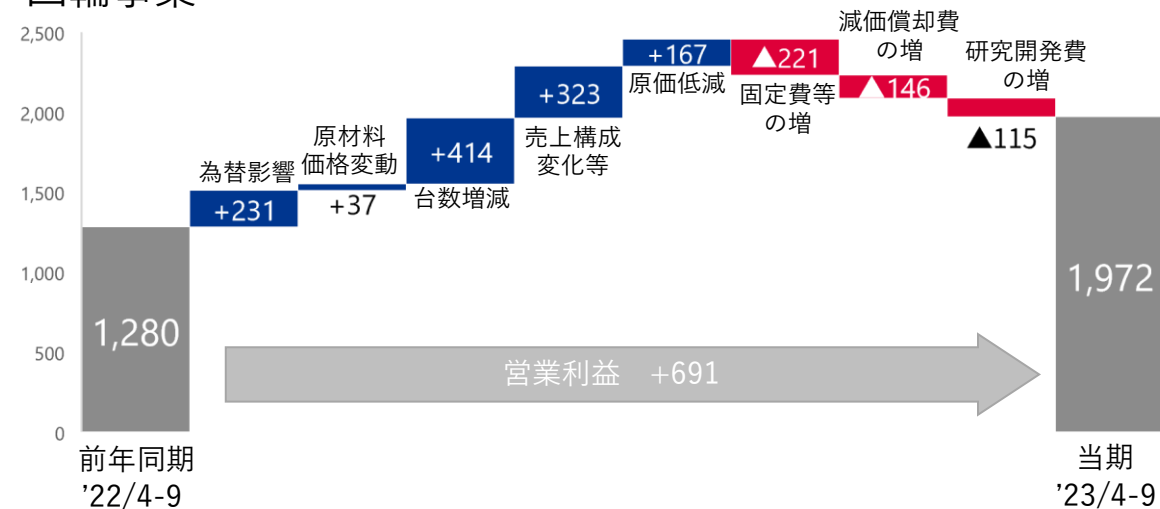 四輪事業
2,500
2,000
1,500
1,000
500
0
1,280
前年同期
’22/4-9
為替影響
+231
原材料
価格変動
+37
+414
台数増減
+323
売上構成
変化等
+167
原価低減
▲221
固定費等
の増
減価償却費
の増
▲146
研究開発費
の増
▲115
営業利益　+691
1,972
当期
’23/4-9